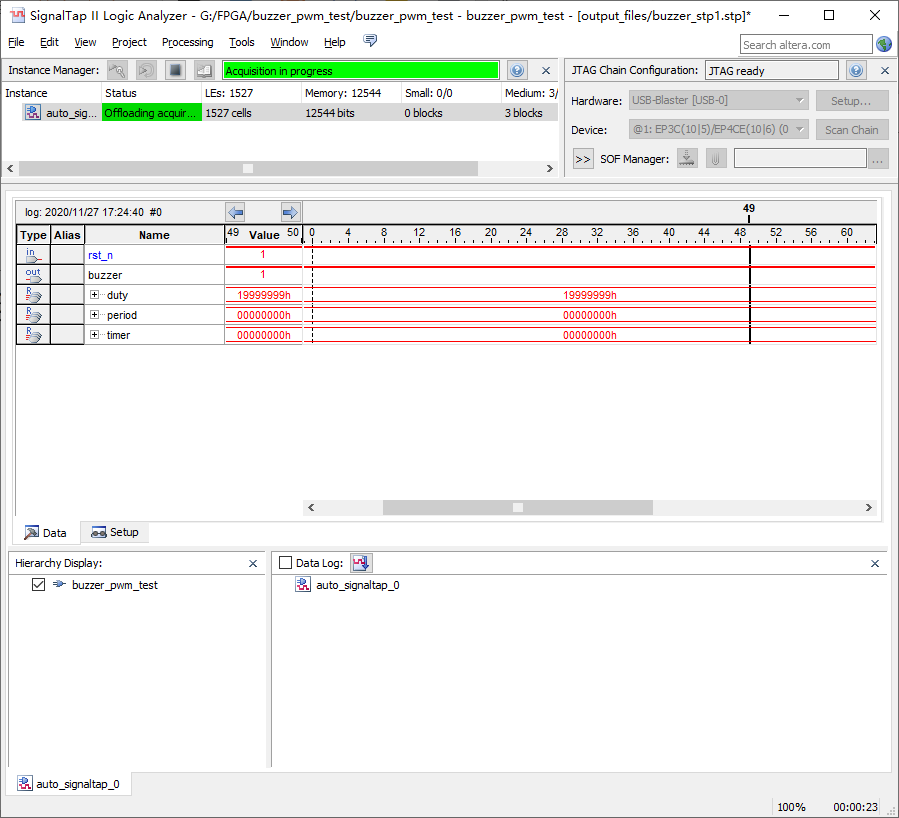 SignalTap II Logic Analyzer - G:/FPGA/buzzer_pwm_test/buzzer_pwm_test - buzzer_pwm_test - [output_files/buzzer_stp1.stp]*
File Edit View Project Processing Tools Window Help
Search altera.com
Instance Manager: Acquisition in progress
JTAG Chain Configuration: JTAG ready
Instance Status LEs: 1527 Memory: 12544 Small: 0/0 Medium: 3/
auto_sig... Offloading acquir... 1527 cells 12544 bits 0 blocks 3 blocks
Hardware: USB-Blaster [USB-0] Setup...
Device: @1: EP3C(10|5)/EP4CE(10|6) (0 Scan Chain
>> SOF Manager: ...
log: 2020/11/27 17:24:40 #0
49
Type Alias Name 49 Value 50 0 4 8 12 16 20 24 28 32 36 40 44 48 52 56 60
in rst_n 1
out buzzer 1
R duty 19999999h 19999999h
R period 00000000h 00000000h
R timer 00000000h 00000000h
Data Setup
Hierarchy Display:
buzzer_pwm_test
Data Log:
auto_signaltap_0
auto_signaltap_0
100% 00:00:23